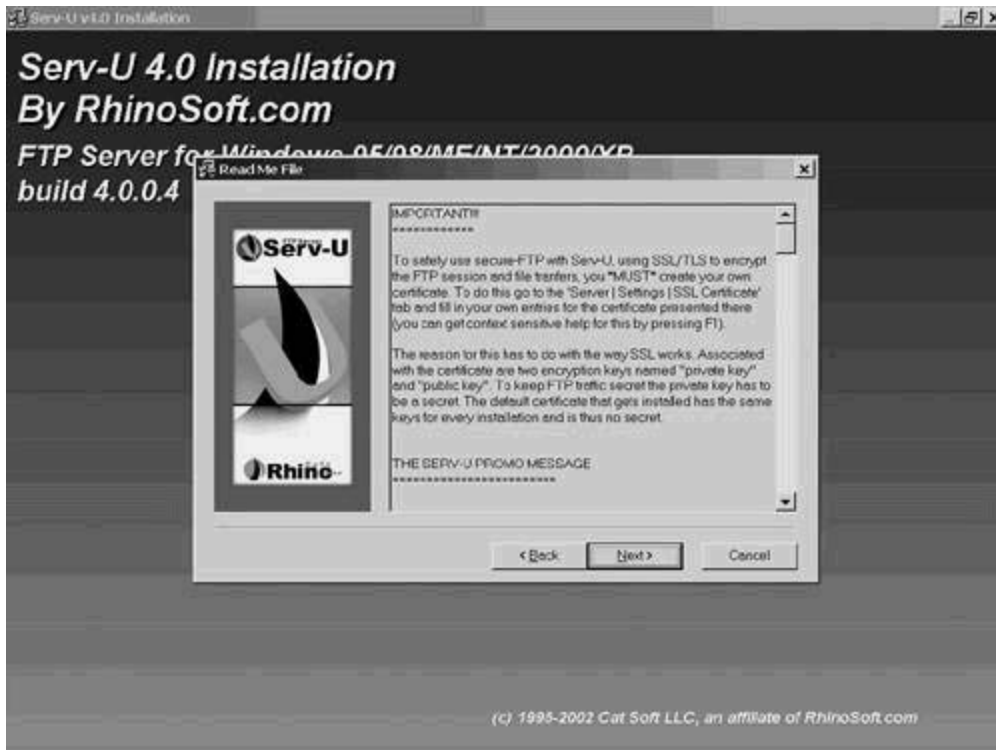 Serv-U v4.0 Installation
Serv-U 4.0 Installation
By RhinoSoft.com
FTP Server for Windows 95/98/ME/NT/2000/XP
build 4.0.0.4
Read Me File
FTP Server
Serv-U
Rhino
IMPORTANT!!!
============
To safely use secure-FTP with Serv-U, using SSL/TLS to encrypt
the FTP session and file tranfers, you *MUST* create your own
certificate. To do this go to the 'Server | Settings | SSL Certificate'
tab and fill in your own entries for the certificate presented there
(you can get context sensitive help for this by pressing F1).
The reason for this has to do with the way SSL works. Associated
with the certificate are two encryption keys named "private key"
and "public key". To keep FTP traffic secret the private key has to
be a secret. The default certificate that gets installed has the same
keys for every installation and is thus no secret.
THE SERV-U PROMO MESSAGE
========================
< Back
Next >
Cancel
(c) 1995-2002 Cat Soft LLC, an affiliate of RhinoSoft.com